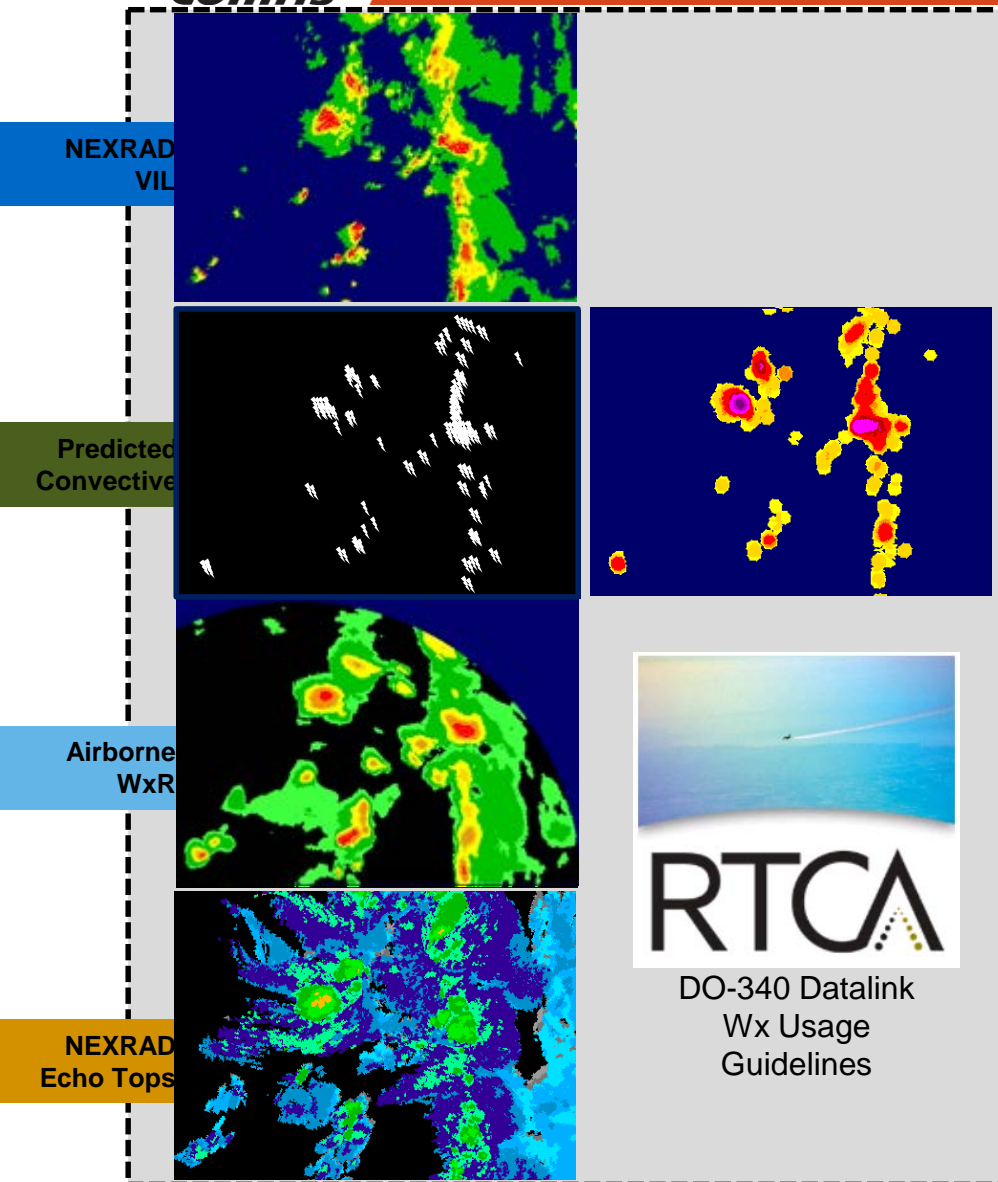 NEXRAD
VIL
Predicted
Convective
Airborne
WxR
RTCA
DO-340 Datalink
Wx Usage
Guidelines
NEXRAD
Echo Tops